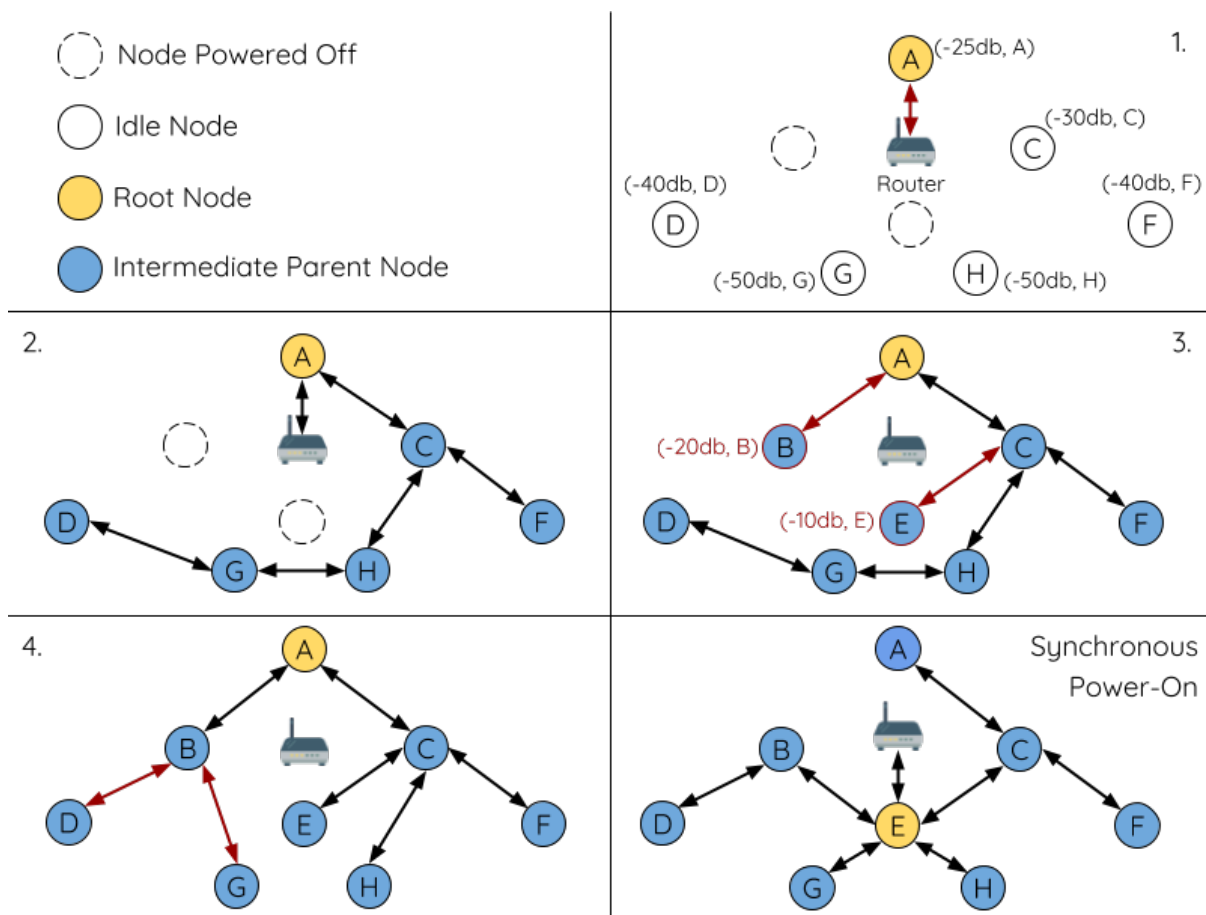 Node Powered Off
Idle Node
Root Node
Intermediate Parent Node
1.
A
(-25db, A)
(-30db, C)
C
Router
(-40db, D)
D
(-40db, F)
F
(-50db, G)
G
H
(-50db, H)
2.
A
C
D
F
G
H
3.
A
(-20db, B)
B
C
D
(-10db, E)
E
F
G
H
4.
A
B
C
D
E
F
G
H
Synchronous
Power-On
A
B
C
D
E
F
G
H